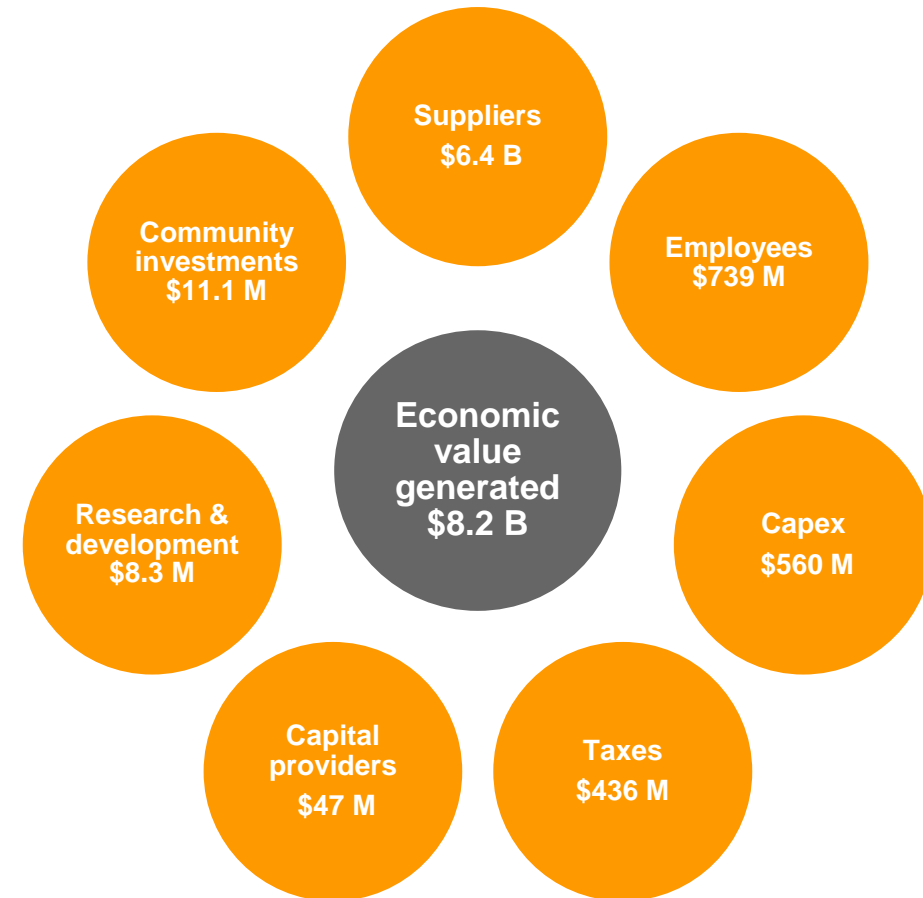 Suppliers
$6.4 B
Employees
$739 M
Capex
$560 M
Taxes
$436 M
Capital
providers
$47 M
Research &
development
$8.3 M
Community
investments
$11.1 M
Economic
value
generated
$8.2 B